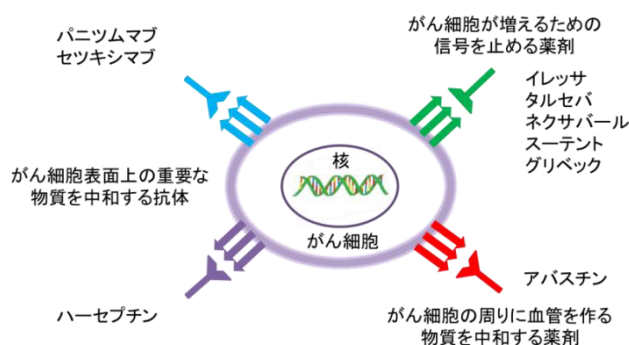 パニツムマブ
セツキシマブ
がん細胞が増えるための
信号を止める薬剤
イレッサ
タルセバ
ネクサバール
スーテント
グリベック
がん細胞表面上の重要な
物質を中和する抗体
核
がん細胞
ハーセプチン
アバスチン
がん細胞の周りに血管を作る
物質を中和する薬剤